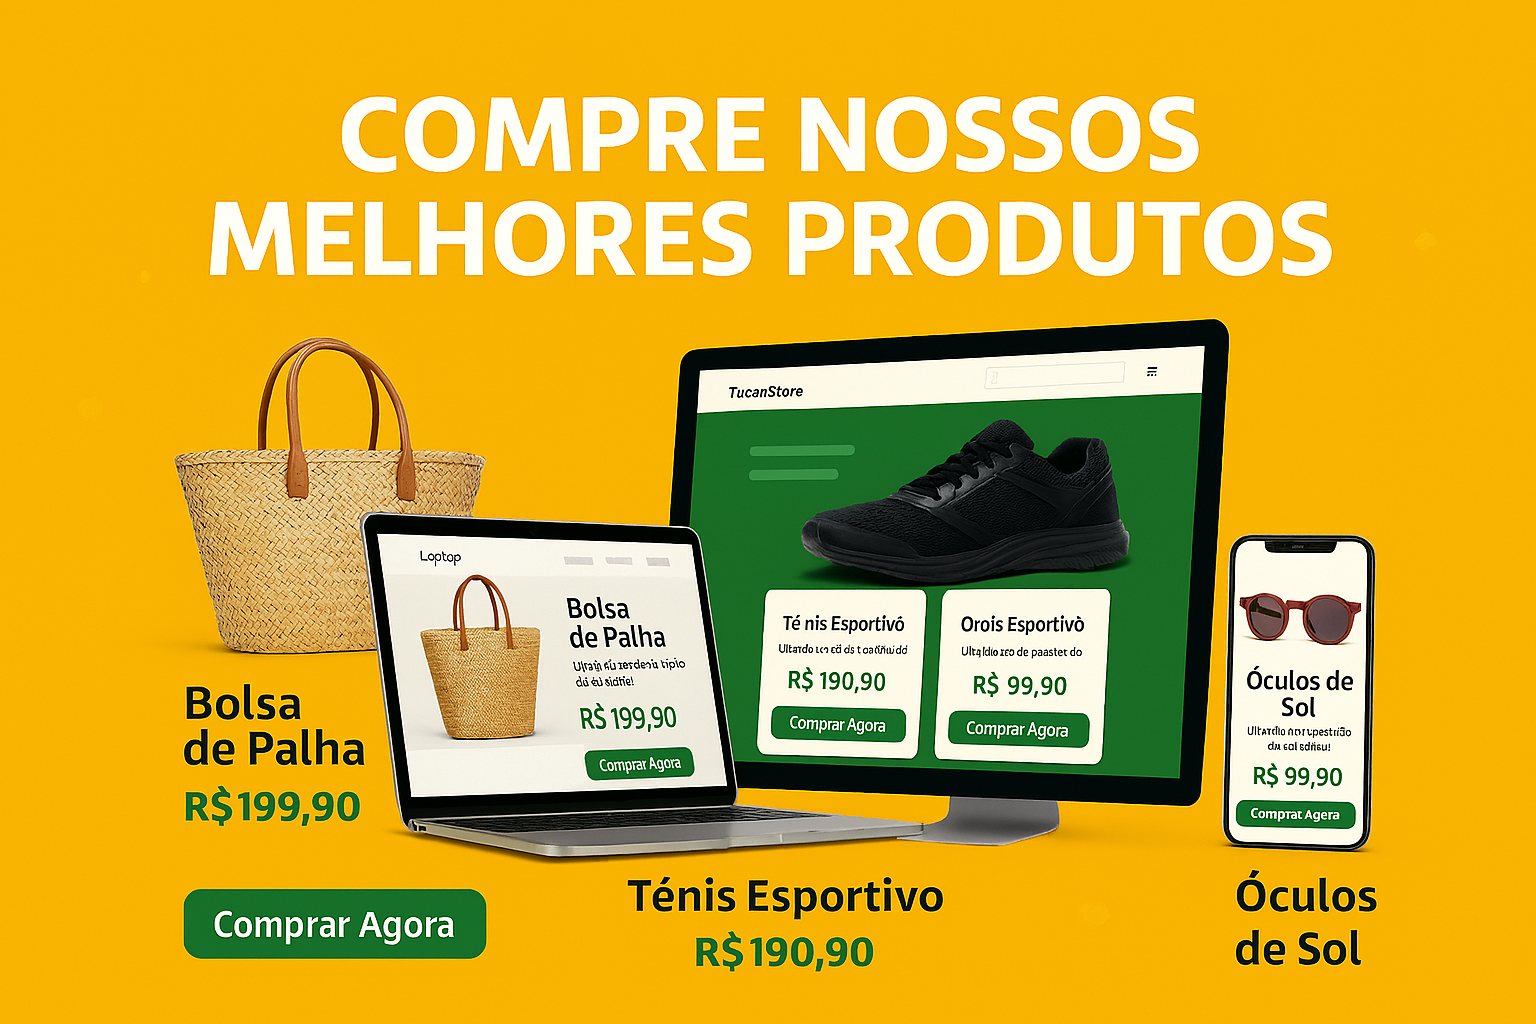 COMPRE NOSSOS
MELHORES PRODUTOS
TucanStore
Loptop
Bolsa
de Palha
R$ 199,90
Comprar Agora
Té nis Esportivô
R$ 190,90
Comprar Agora
Orois Esportivò
R$ 99,90
Comprar Agora
Óculos de
Sol
R$ 99,90
Comprat Agera
Bolsa
de Palha
R$199,90
Comprar Agora
Ténis Esportivo
R$190,90
Óculos
de Sol